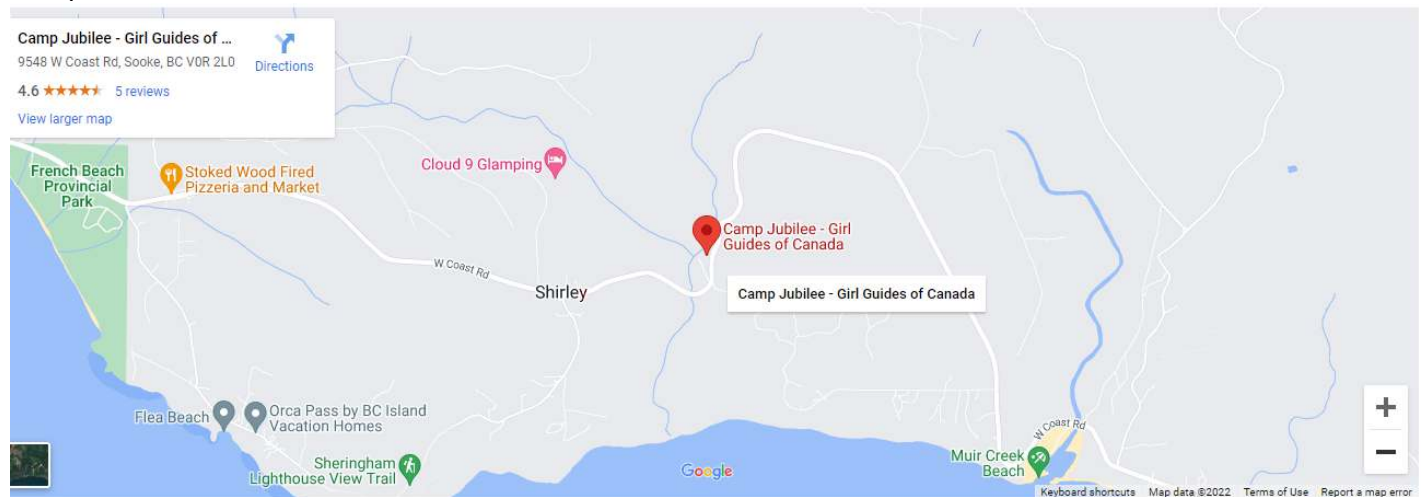 Camp Jubilee - Girl Guides of ...
Directions
9548 W Coast Rd, Sooke, BC V0R 2L0
4.6
5 reviews
View larger map
French Beach
Provincial
Park
Stoked Wood Fired
Pizzeria and Market
Cloud 9 Glamping
Camp Jubilee - Girl
Guides of Canada
W Coast Rd
Shirley
Camp Jubilee - Girl Guides of Canada
Flea Beach
Orca Pass by BC Island
Vacation Homes
Sheringham
Lighthouse View Trail
Google
W Coast Rd
Muir Creek
Beach
Keyboard shortcuts
Map data ©2022
Terms of Use
Report a map error